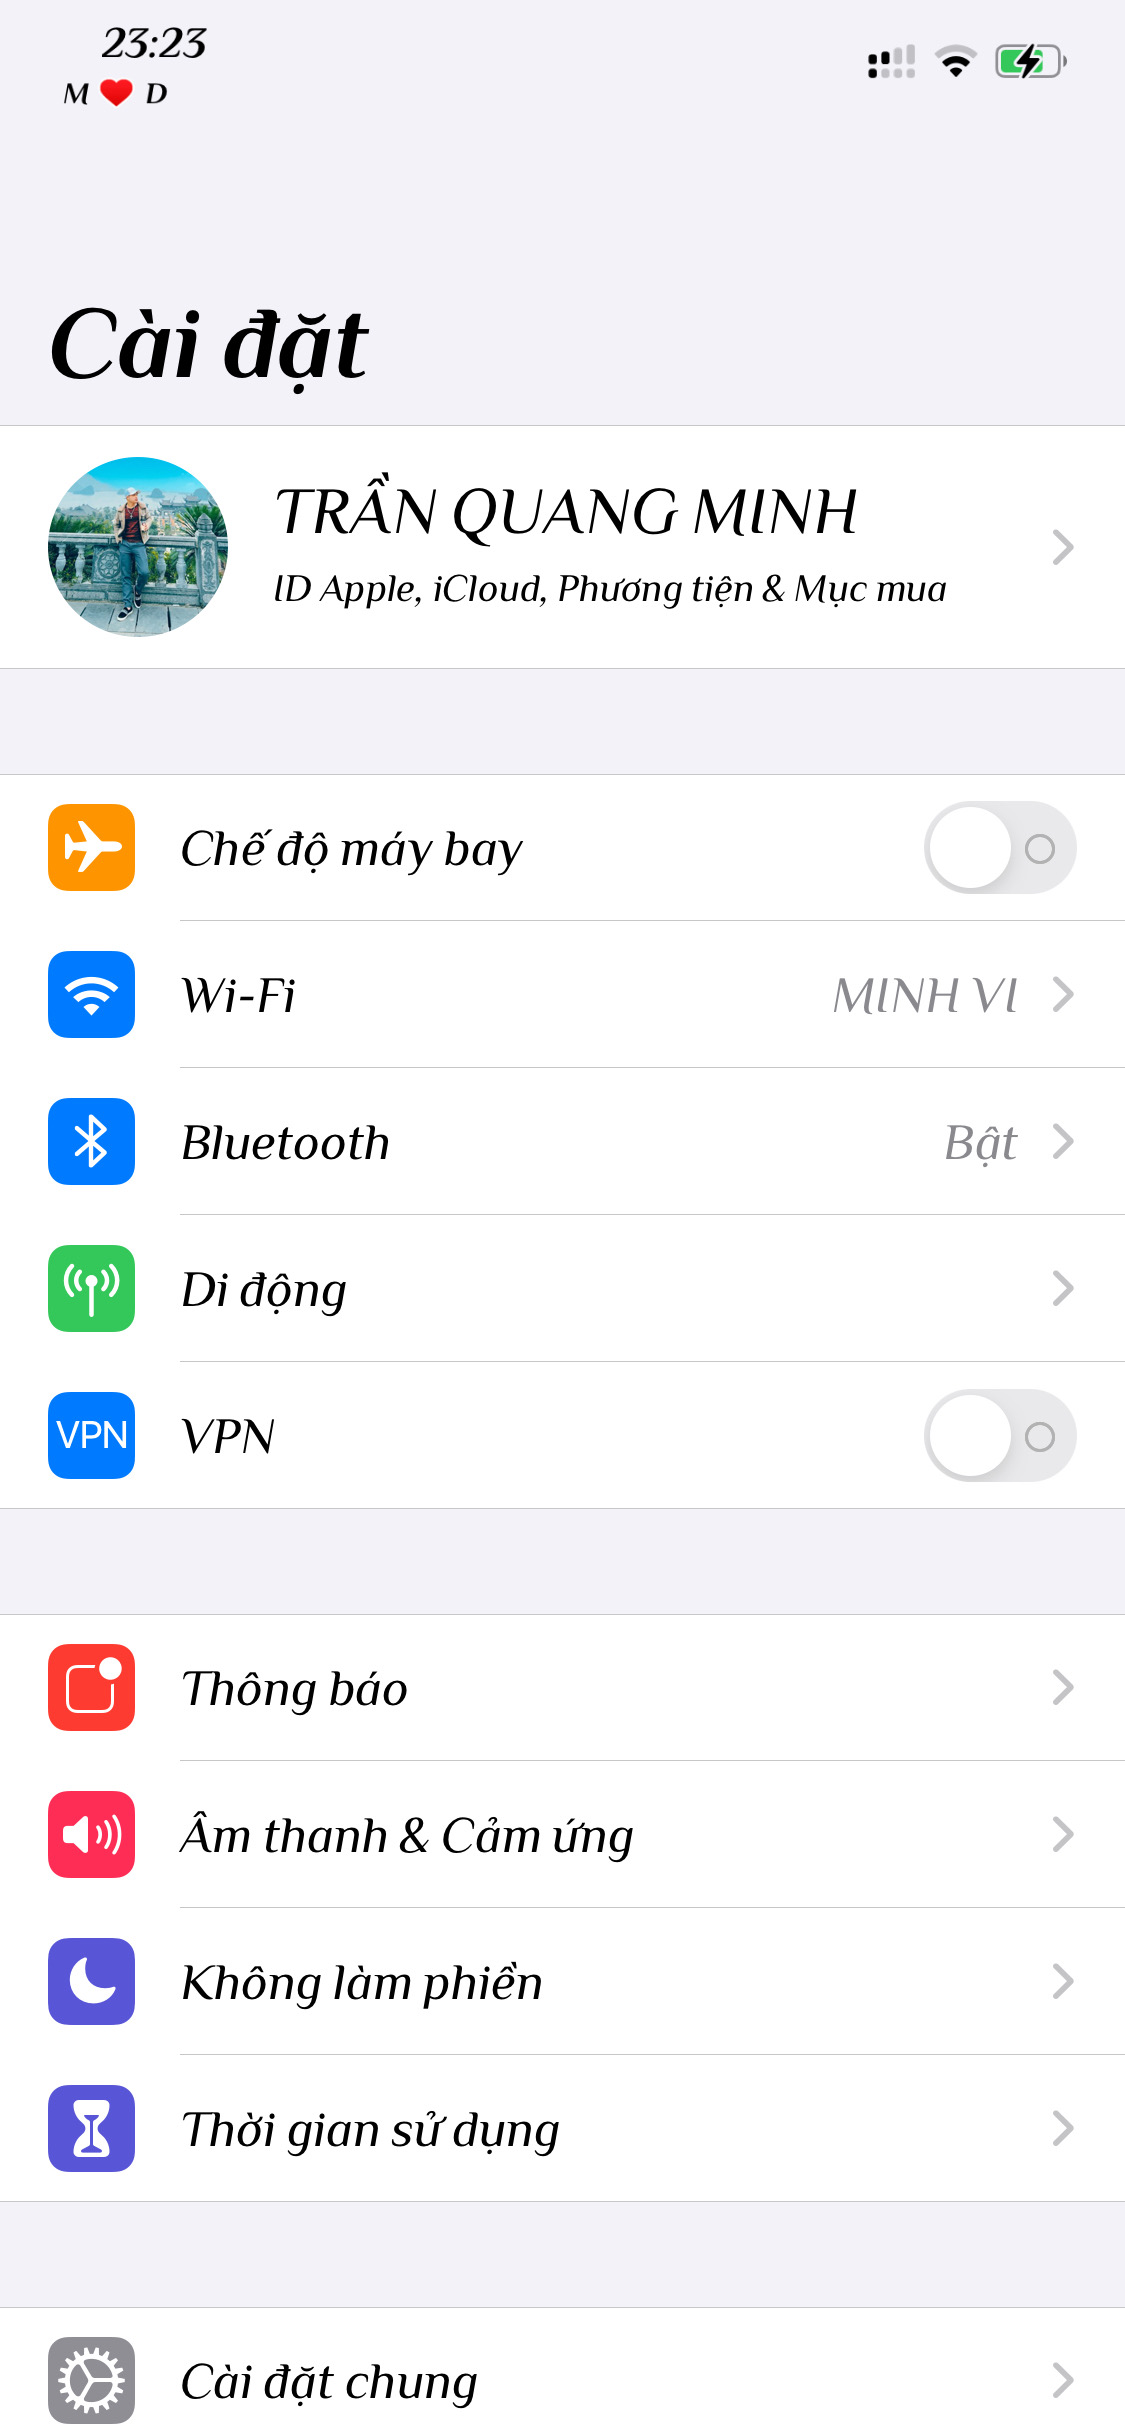 23:23
M ❤️ D
Cài đặt
TRẦN QUANG MINH
ID Apple, iCloud, Phương tiện & Mục mua
Chế độ máy bay
Wi-Fi MINH VI
Bluetooth Bật
Di động
VPN VPN
Thông báo
Âm thanh & Cảm ứng
Không làm phiền
Thời gian sử dụng
Cài đặt chung